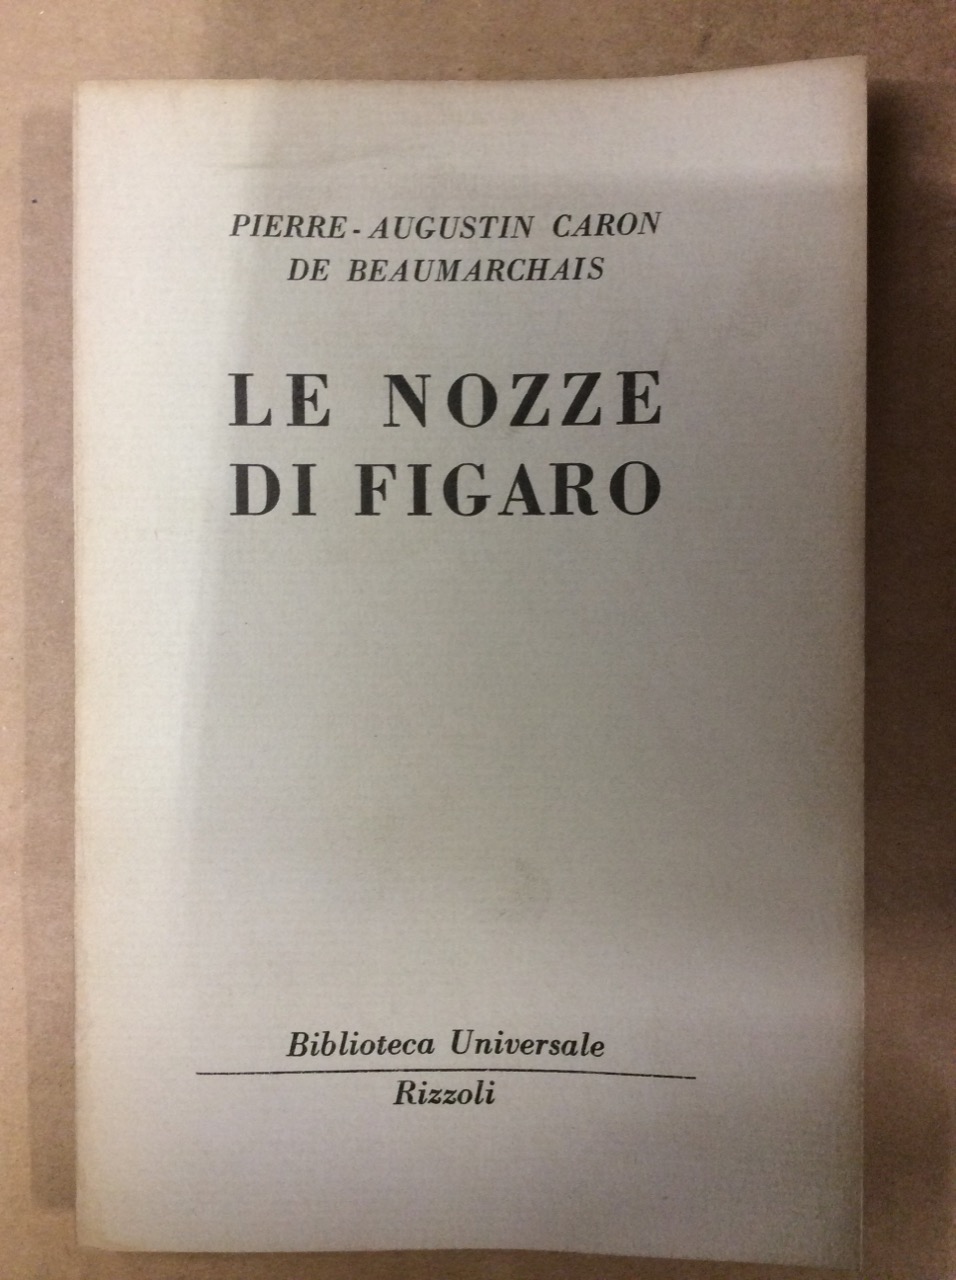 PIERRE-AUGUSTIN CARON
DE BEAUMARCHAIS
LE NOZZE
DI FIGARO
Biblioteca Universale
Rizzoli